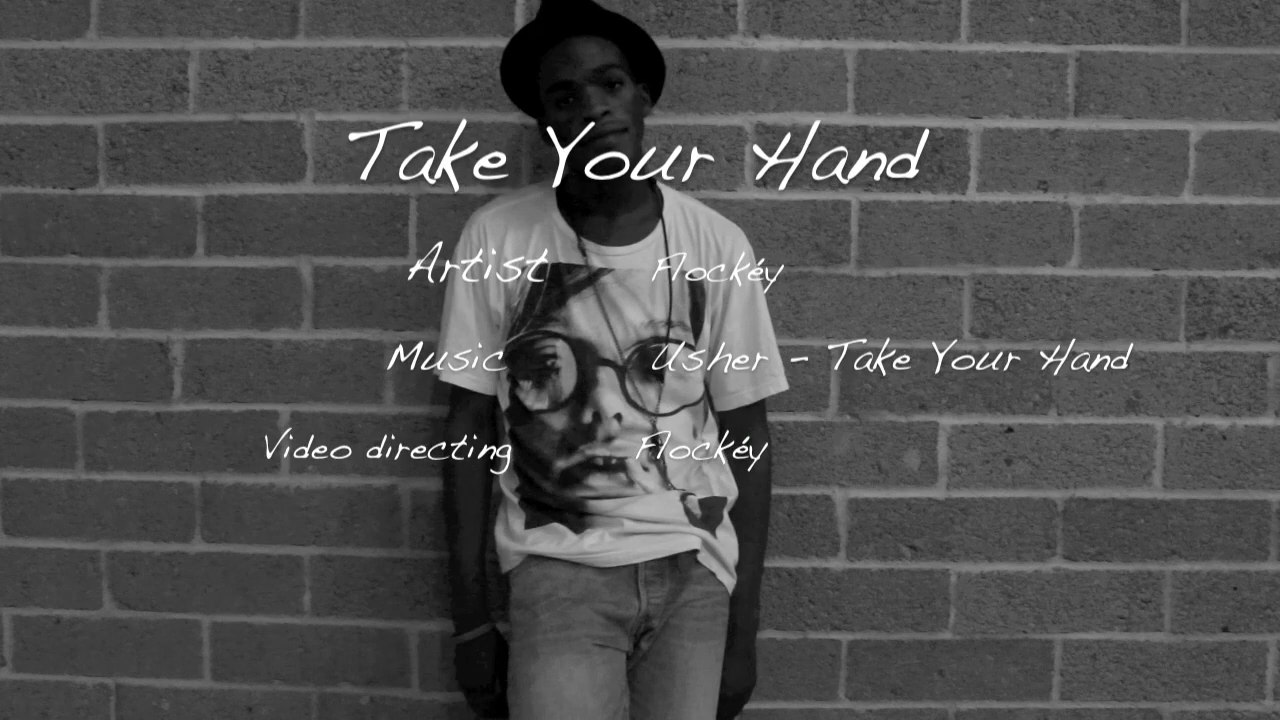 Take Your Hand
Artist Flockéy
Music Usher - Take Your Hand
Video directing Flockéy